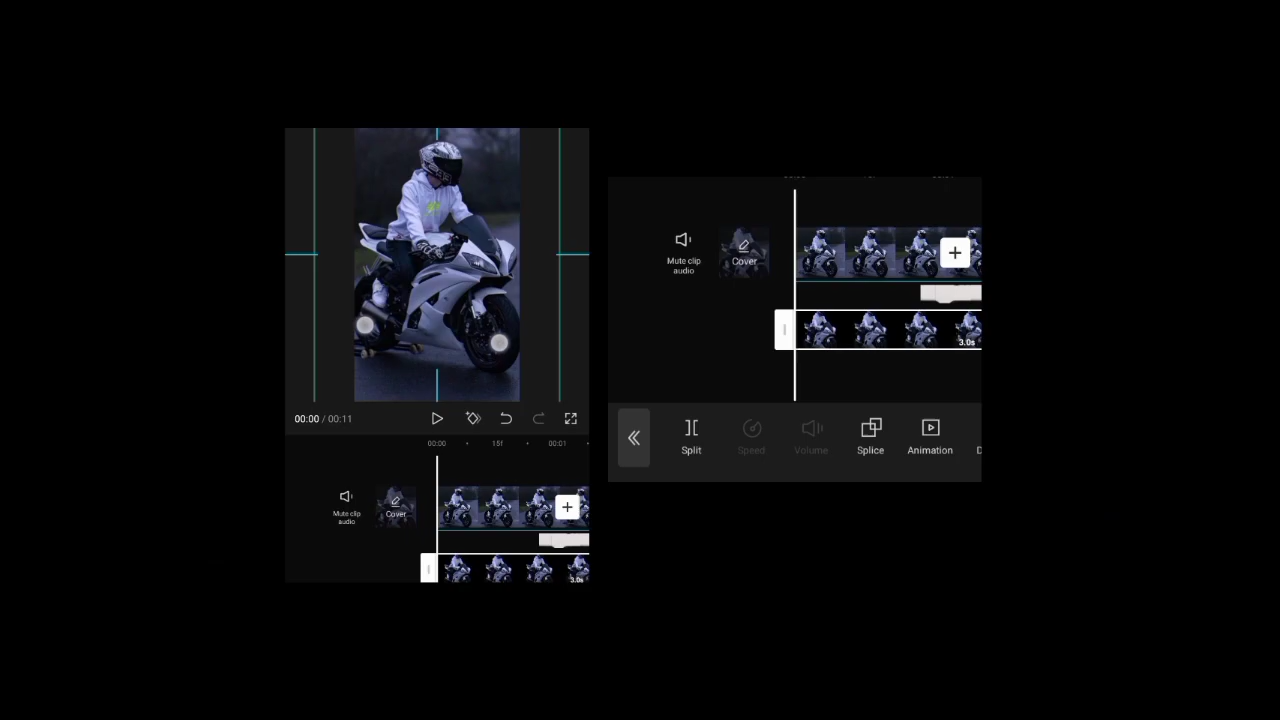 00:00 / 00:11
00:00
15f
00:01
Mute clip
audio
Cover
3.0s
Mute clip
audio
Cover
3.0s
Split
Speed
Volume
Splice
Animation